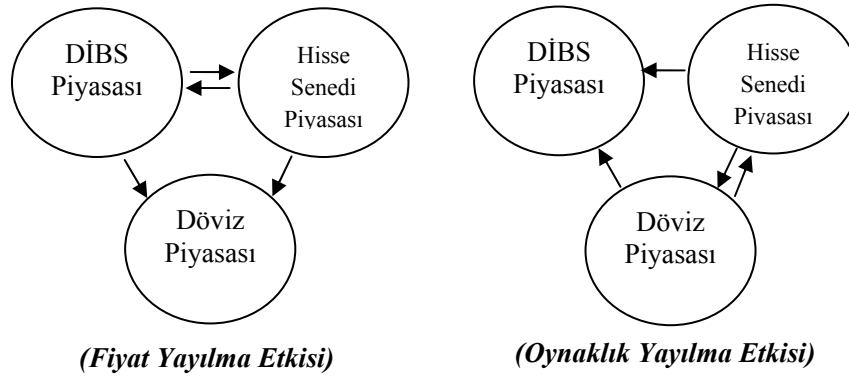 DİBS
Piyasası
Hisse
Senedi
Piyasası
Döviz
Piyasası
(Fiyat Yayılma Etkisi)
DİBS
Piyasası
Hisse
Senedi
Piyasası
Döviz
Piyasası
(Oynaklık Yayılma Etkisi)